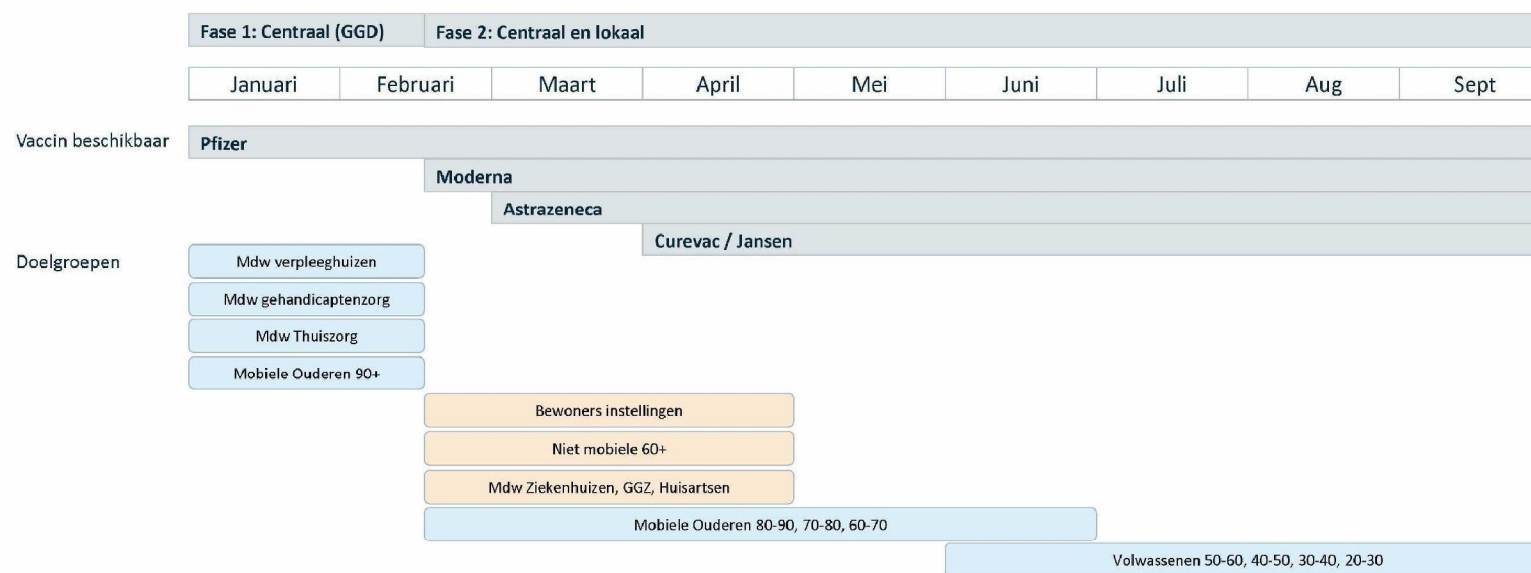 Fase 1: Centraal (GGD) Fase 2: Centraal en lokaal
Januari Februari Maart April Mei Juni Juli Aug Sept
Vaccin beschikbaar Pfizer
Moderna
Astrazeneca
Curevac / Jansen
Doelgroepen Mdw verpleeghuizen
Mdw gehandicaptenzorg
Mdw Thuiszorg
Mobiele Ouderen 90+
Bewoners instellingen
Niet mobiele 60+
Mdw Ziekenhuizen, GGZ, Huisartsen
Mobiele Ouderen 80-90, 70-80, 60-70
Volwassenen 50-60, 40-50, 30-40, 20-30